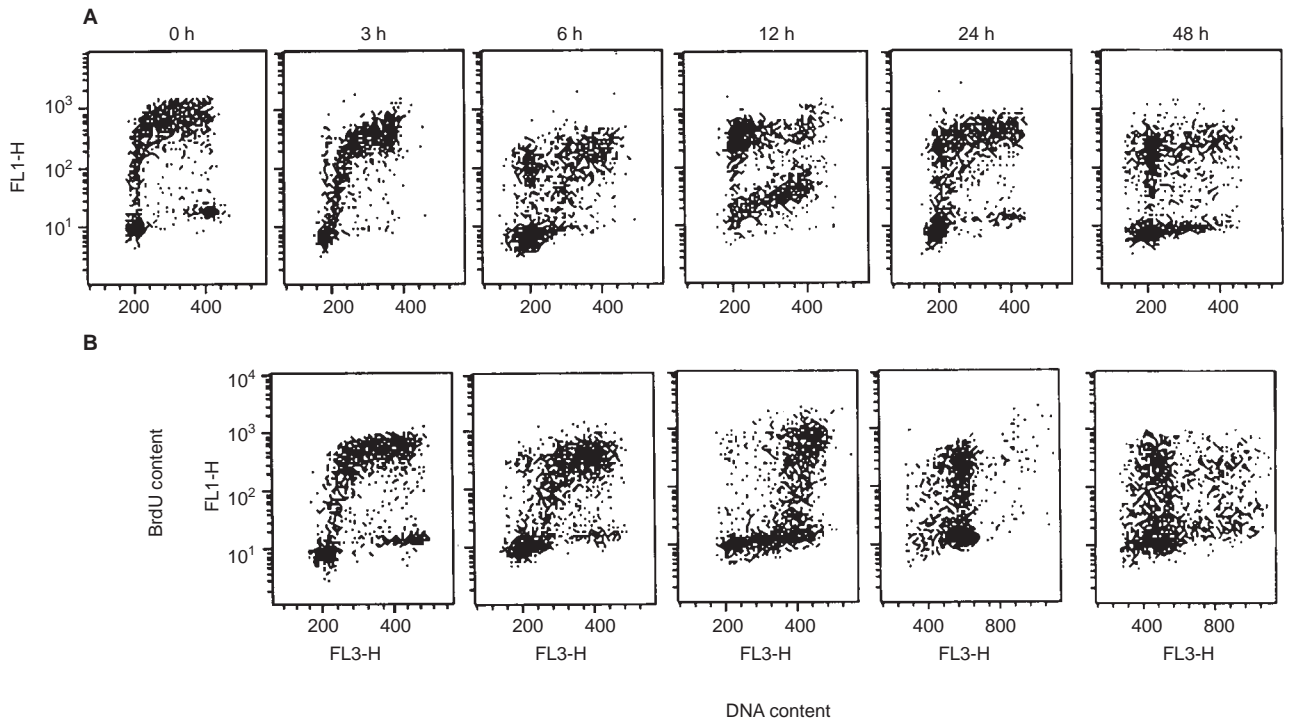 A
0 h 3 h 6 h 12 h 24 h 48 h
10³
10²
10¹
FL1-H
200 400 200 400 200 400 200 400 200 400 200 400
B
10⁴
10³
10²
10¹
BrdU content
FL1-H
200 400 200 400 200 400 400 800 400 800
FL3-H FL3-H FL3-H FL3-H FL3-H
DNA content